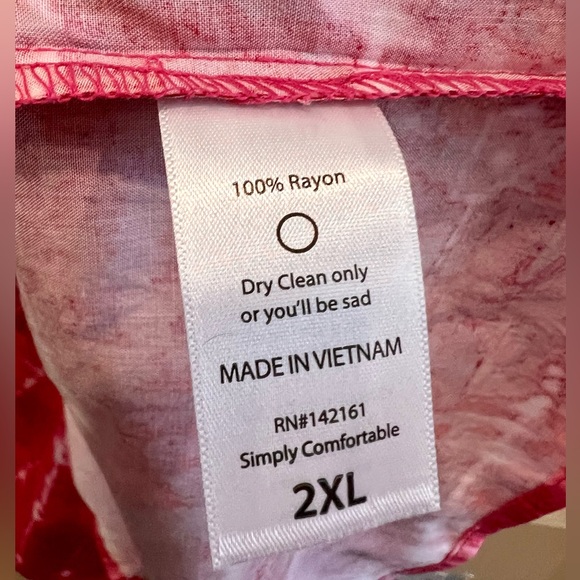 100% Rayon
Dry Clean only
or you'll be sad
MADE IN VIETNAM
RN#142161
Simply Comfortable
2XL